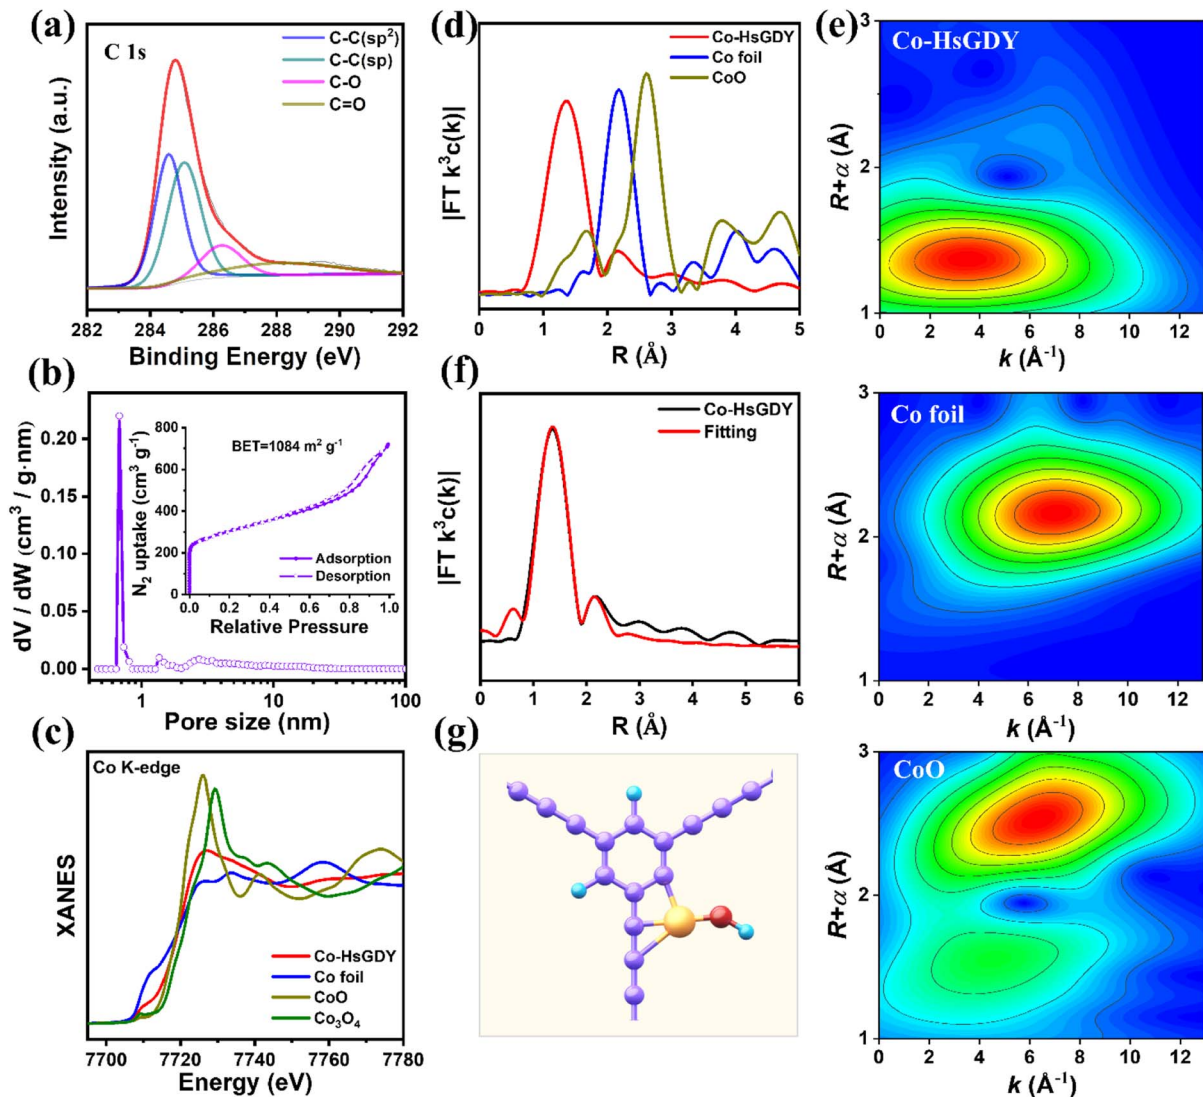 (a)
C 1s
C-C(sp²)
C-C(sp)
C-O
C=O
Intensity (a.u.)
282 284 286 288 290 292
Binding Energy (eV)
(d)
Co-HsGDY
Co foil
CoO
|FT k³c(k)|
0 1 2 3 4 5
R (Å)
(e)
Co-HsGDY
3
2
1
R+α (Å)
0 2 4 6 8 10 12
k (Å⁻¹)
(b)
0.20
0.15
0.10
0.05
0.00
dV / dW (cm³ / g·nm)
1 10 100
Pore size (nm)
800
600
400
200
0
N₂ uptake (cm³ g⁻¹)
BET=1084 m² g⁻¹
Adsorption
Desorption
0.0 0.2 0.4 0.6 0.8 1.0
Relative Pressure
(f)
Co-HsGDY
Fitting
|FT k³c(k)|
0 1 2 3 4 5 6
R (Å)
Co foil
3
2
1
R+α (Å)
0 2 4 6 8 10 12
k (Å⁻¹)
(c)
Co K-edge
XANES
Co-HsGDY
Co foil
CoO
Co₃O₄
7700 7720 7740 7760 7780
Energy (eV)
(g)
CoO
3
2
1
R+α (Å)
0 2 4 6 8 10 12
k (Å⁻¹)